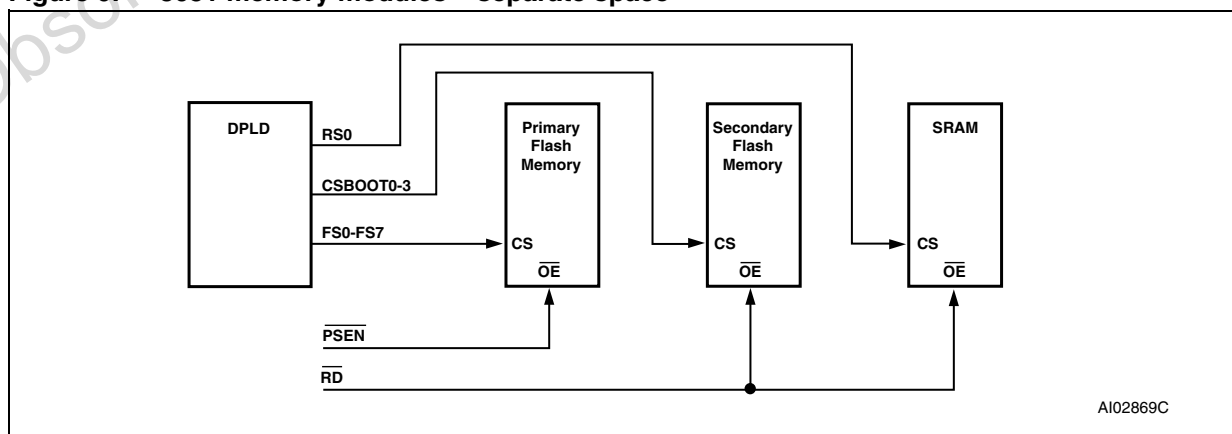 DPLD
RS0
CSBOOT0-3
FS0-FS7
Primary
Flash
Memory
CS
OE
Secondary
Flash
Memory
CS
OE
SRAM
CS
OE
PSEN
RD
AI02869C